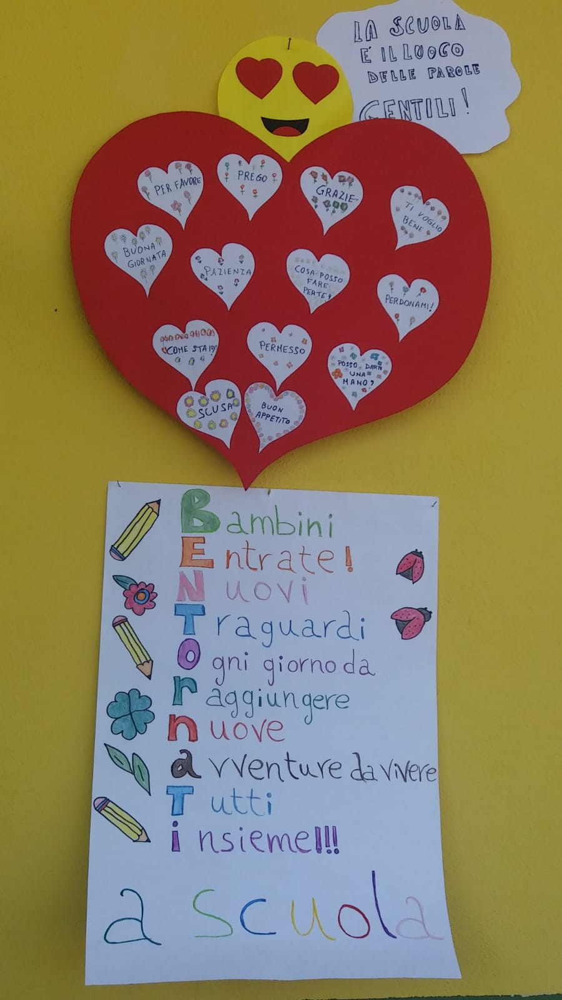 LA SCUOLA
E' IL LUOGO
DELLE PAROLE
GENTILI!
PER FAVORE
PREGO
GRAZIE
TI VOGLIO
BENE
BUONA
GIORNATA
PAZIENZA
COSA POSSO
FARE
PER TE?
PERDONAMI!
COME STAI?
PERMESSO
POSSO DARTI
UNA
MANO?
SCUSA
BUON
APPETITO
Bambini
Entrate!
Nuovi
Traguardi
Ogni giorno da
raggiungere
nuove
avventure da vivere
Tutti
insieme!!!
a scuola